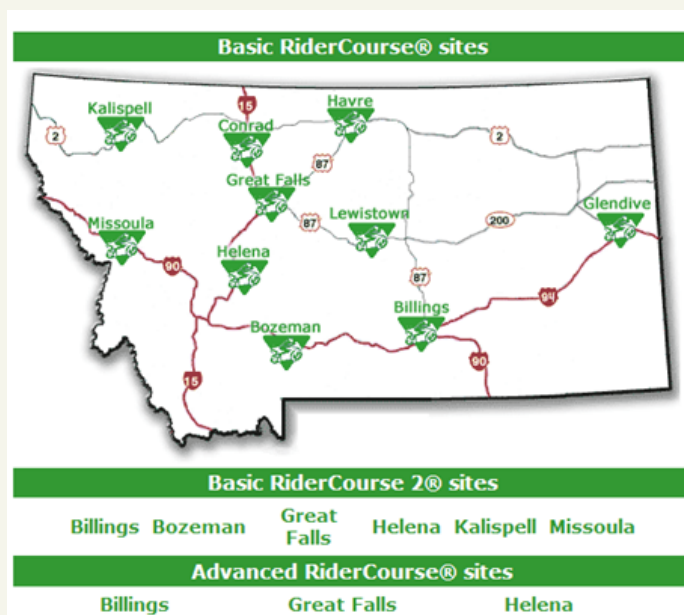 Basic RiderCourse® sites
Kalispell
15
Havre
2
Conrad
2
87
Great Falls
Missoula
87
Lewistown
200
Glendive
Helena
90
87
94
Bozeman
Billings
15
90
Basic RiderCourse 2® sites
Billings Bozeman Great Falls Helena Kalispell Missoula
Advanced RiderCourse® sites
Billings Great Falls Helena